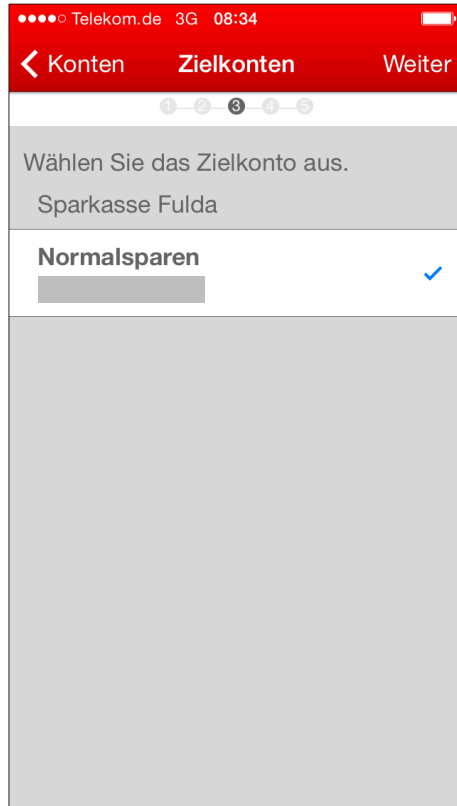 Telekom.de 3G 08:34
Konten Zielkonten Weiter
1 2 3 4 5
Wählen Sie das Zielkonto aus.
Sparkasse Fulda
Normalsparen